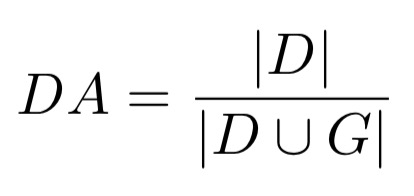 DA = |D| / |D ∪ G|